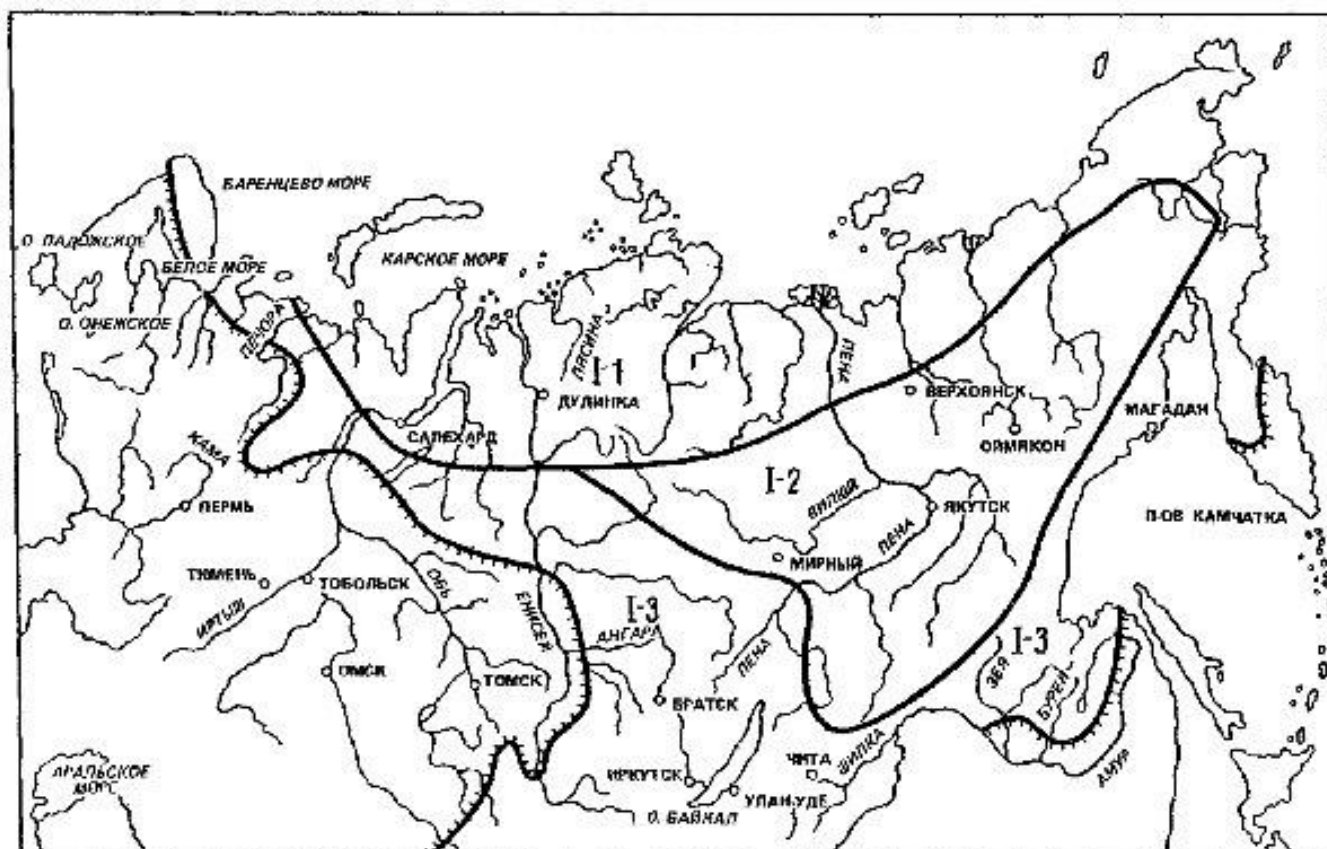 БАРЕНЦЕВО МОРЕ
О. ЛАДОЖСКОЕ
БЕЛОЕ МОРЕ
КАРСКОЕ МОРЕ
О. ОНЕЖСКОЕ
ПЕЧОРА
ПЯСИНА
I-1
ДУДИНКА
ЛЕНА
ВЕРХОЯНСК
МАГАДАН
ОЙМЯКОН
САЛЕХАРД
КАМА
I-2
ПЕРМЬ
ВИЛЮЙ
ЯКУТСК
П-ОВ КАМЧАТКА
ЛЕНА
МИРНЫЙ
ТЮМЕНЬ
ТОБОЛЬСК
ОБЬ
ИРТЫШ
ЕНИСЕЙ
I-3
АНГАРА
ЛЕНА
I-3
ЗЕЯ
БУРЕЯ
ОМСК
ТОМСК
БРАТСК
АРАЛЬСКОЕ
МОРЕ
ИРКУТСК
ЧИТА
ШИЛКА
АМУР
УЛАН-УДЕ
О. БАЙКАЛ